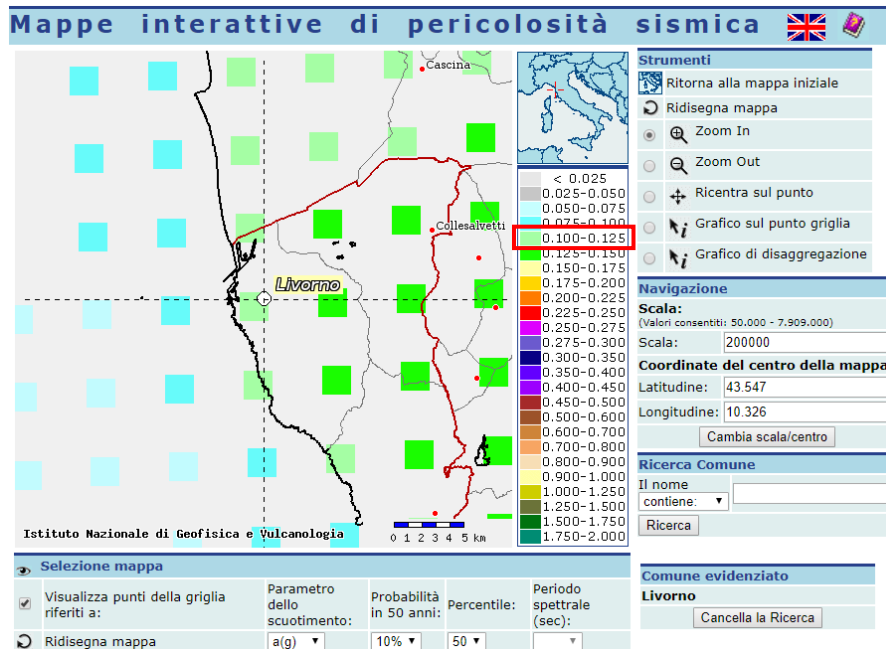 Mappe interattive di pericolosità sismica
Cascina
Collesalvetti
Livorno
Istituto Nazionale di Geofisica e Vulcanologia
0 1 2 3 4 5 km
< 0.025
0.025-0.050
0.050-0.075
0.075-0.100
0.100-0.125
0.125-0.150
0.150-0.175
0.175-0.200
0.200-0.225
0.225-0.250
0.250-0.275
0.275-0.300
0.300-0.350
0.350-0.400
0.400-0.450
0.450-0.500
0.500-0.600
0.600-0.700
0.700-0.800
0.800-0.900
0.900-1.000
1.000-1.250
1.250-1.500
1.500-1.750
1.750-2.000
Strumenti
Ritorna alla mappa iniziale
Ridisegna mappa
Zoom In
Zoom Out
Ricentra sul punto
Grafico sul punto griglia
Grafico di disaggregazione
Navigazione
Scala:
(Valori consentiti: 50.000 - 7.909.000)
Scala: 200000
Coordinate del centro della mappa
Latitudine: 43.547
Longitudine: 10.326
Cambia scala/centro
Ricerca Comune
Il nome
contiene:
Ricerca
Comune evidenziato
Livorno
Cancella la Ricerca
Selezione mappa
Visualizza punti della griglia
riferiti a:
Parametro
dello
scuotimento:
Probabilità
in 50 anni:
Percentile:
Periodo
spettrale
(sec):
Ridisegna mappa
a(g)
10%
50